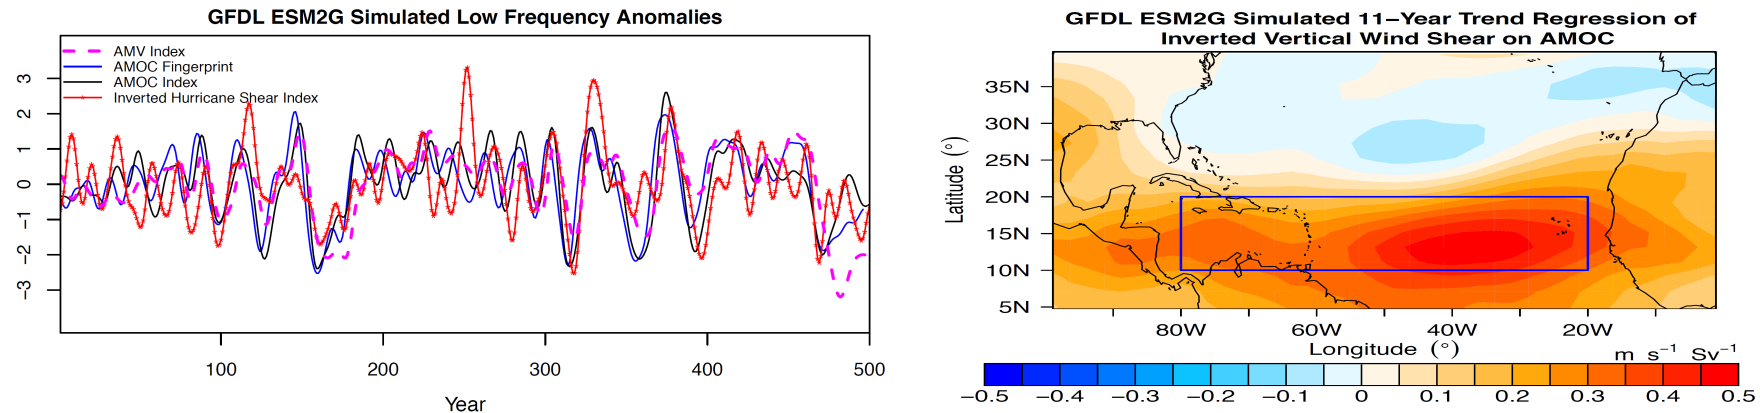 GFDL ESM2G Simulated Low Frequency Anomalies
AMV Index
AMOC Fingerprint
AMOC Index
Inverted Hurricane Shear Index
3
2
1
0
−1
−2
−3
100 200 300 400 500
Year
GFDL ESM2G Simulated 11−Year Trend Regression of
Inverted Vertical Wind Shear on AMOC
Latitude (°)
35N
30N
25N
20N
15N
10N
5N
80W 60W 40W 20W
Longitude (°)
m s⁻¹ Sv⁻¹
−0.5 −0.4 −0.3 −0.2 −0.1 0 0.1 0.2 0.3 0.4 0.5